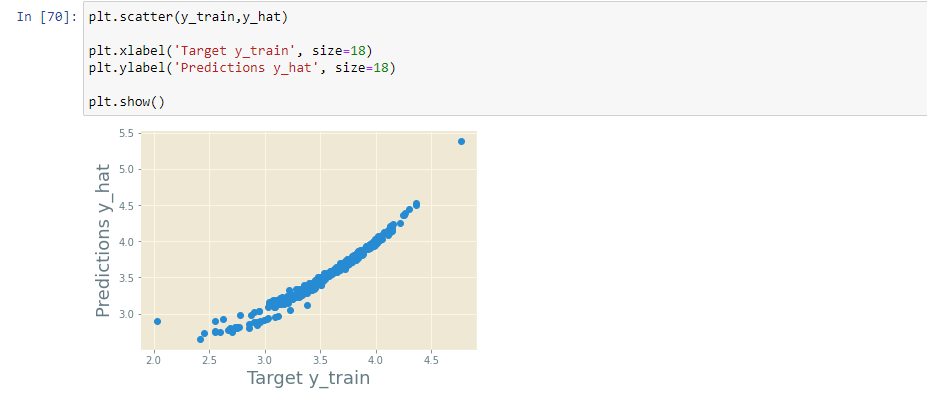 In [70]: plt.scatter(y_train,y_hat)
plt.xlabel('Target y_train', size=18)
plt.ylabel('Predictions y_hat', size=18)
plt.show()
Predictions y_hat
5.5
5.0
4.5
4.0
3.5
3.0
2.0 2.5 3.0 3.5 4.0 4.5
Target y_train